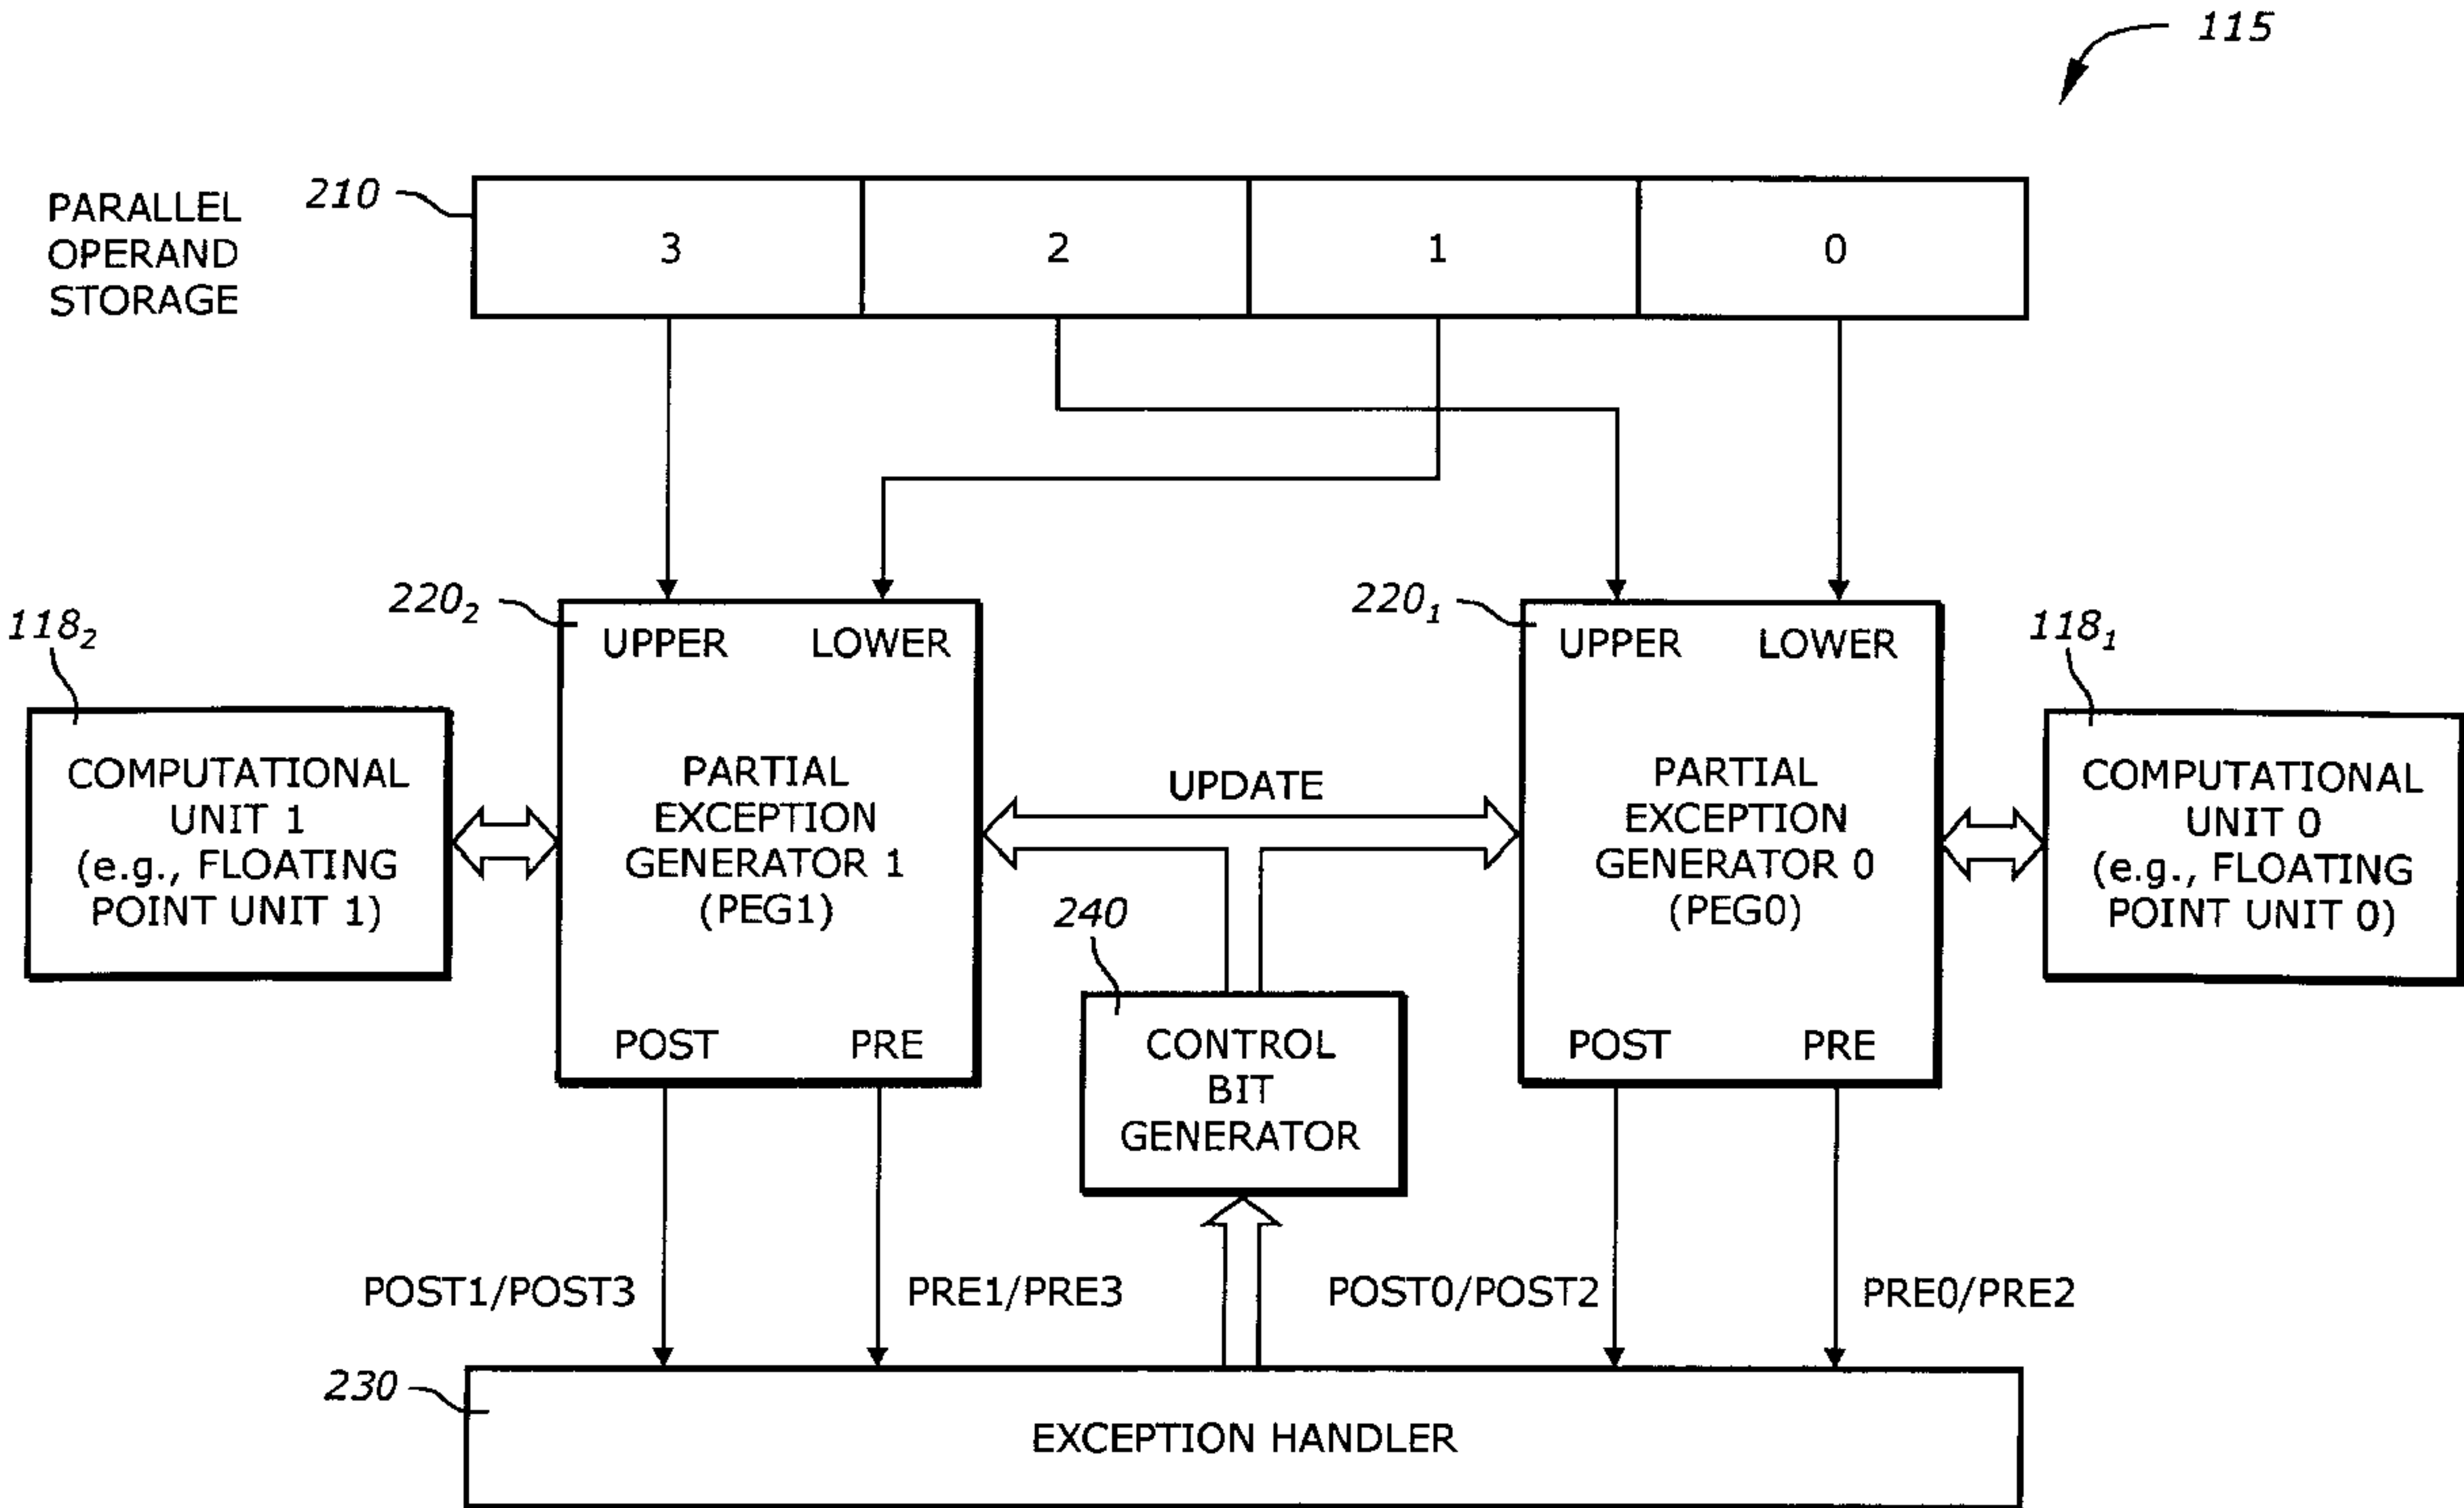 115
PARALLEL
OPERAND
STORAGE
210
3
2
1
0
220₂
220₁
118₂
118₁
UPPER LOWER
UPPER LOWER
COMPUTATIONAL
UNIT 1
(e.g., FLOATING
POINT UNIT 1)
PARTIAL
EXCEPTION
GENERATOR 1
(PEG1)
UPDATE
PARTIAL
EXCEPTION
GENERATOR 0
(PEG0)
COMPUTATIONAL
UNIT 0
(e.g., FLOATING
POINT UNIT 0)
240
POST PRE
CONTROL
BIT
GENERATOR
POST PRE
POST1/POST3
PRE1/PRE3
POST0/POST2
PRE0/PRE2
230
EXCEPTION HANDLER